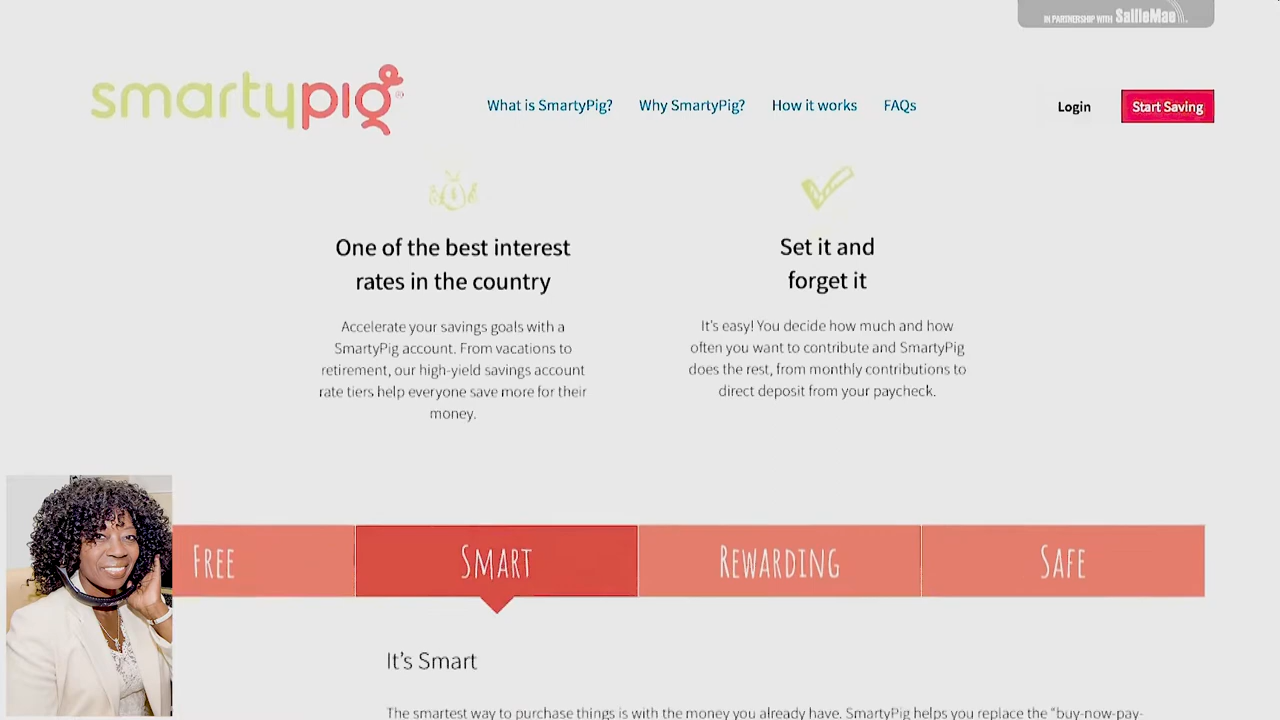 IN PARTNERSHIP WITH SallieMae
smartypig®
What is SmartyPig? Why SmartyPig? How it works FAQs
Login Start Saving
One of the best interest
rates in the country
Accelerate your savings goals with a
SmartyPig account. From vacations to
retirement, our high-yield savings account
rate tiers help everyone save more for their
money.
Set it and
forget it
It's easy! You decide how much and how
often you want to contribute and SmartyPig
does the rest, from monthly contributions to
direct deposit from your paycheck.
FREE SMART REWARDING SAFE
It's Smart
The smartest way to purchase things is with the money you already have. SmartyPig helps you replace the "buy-now-pay-